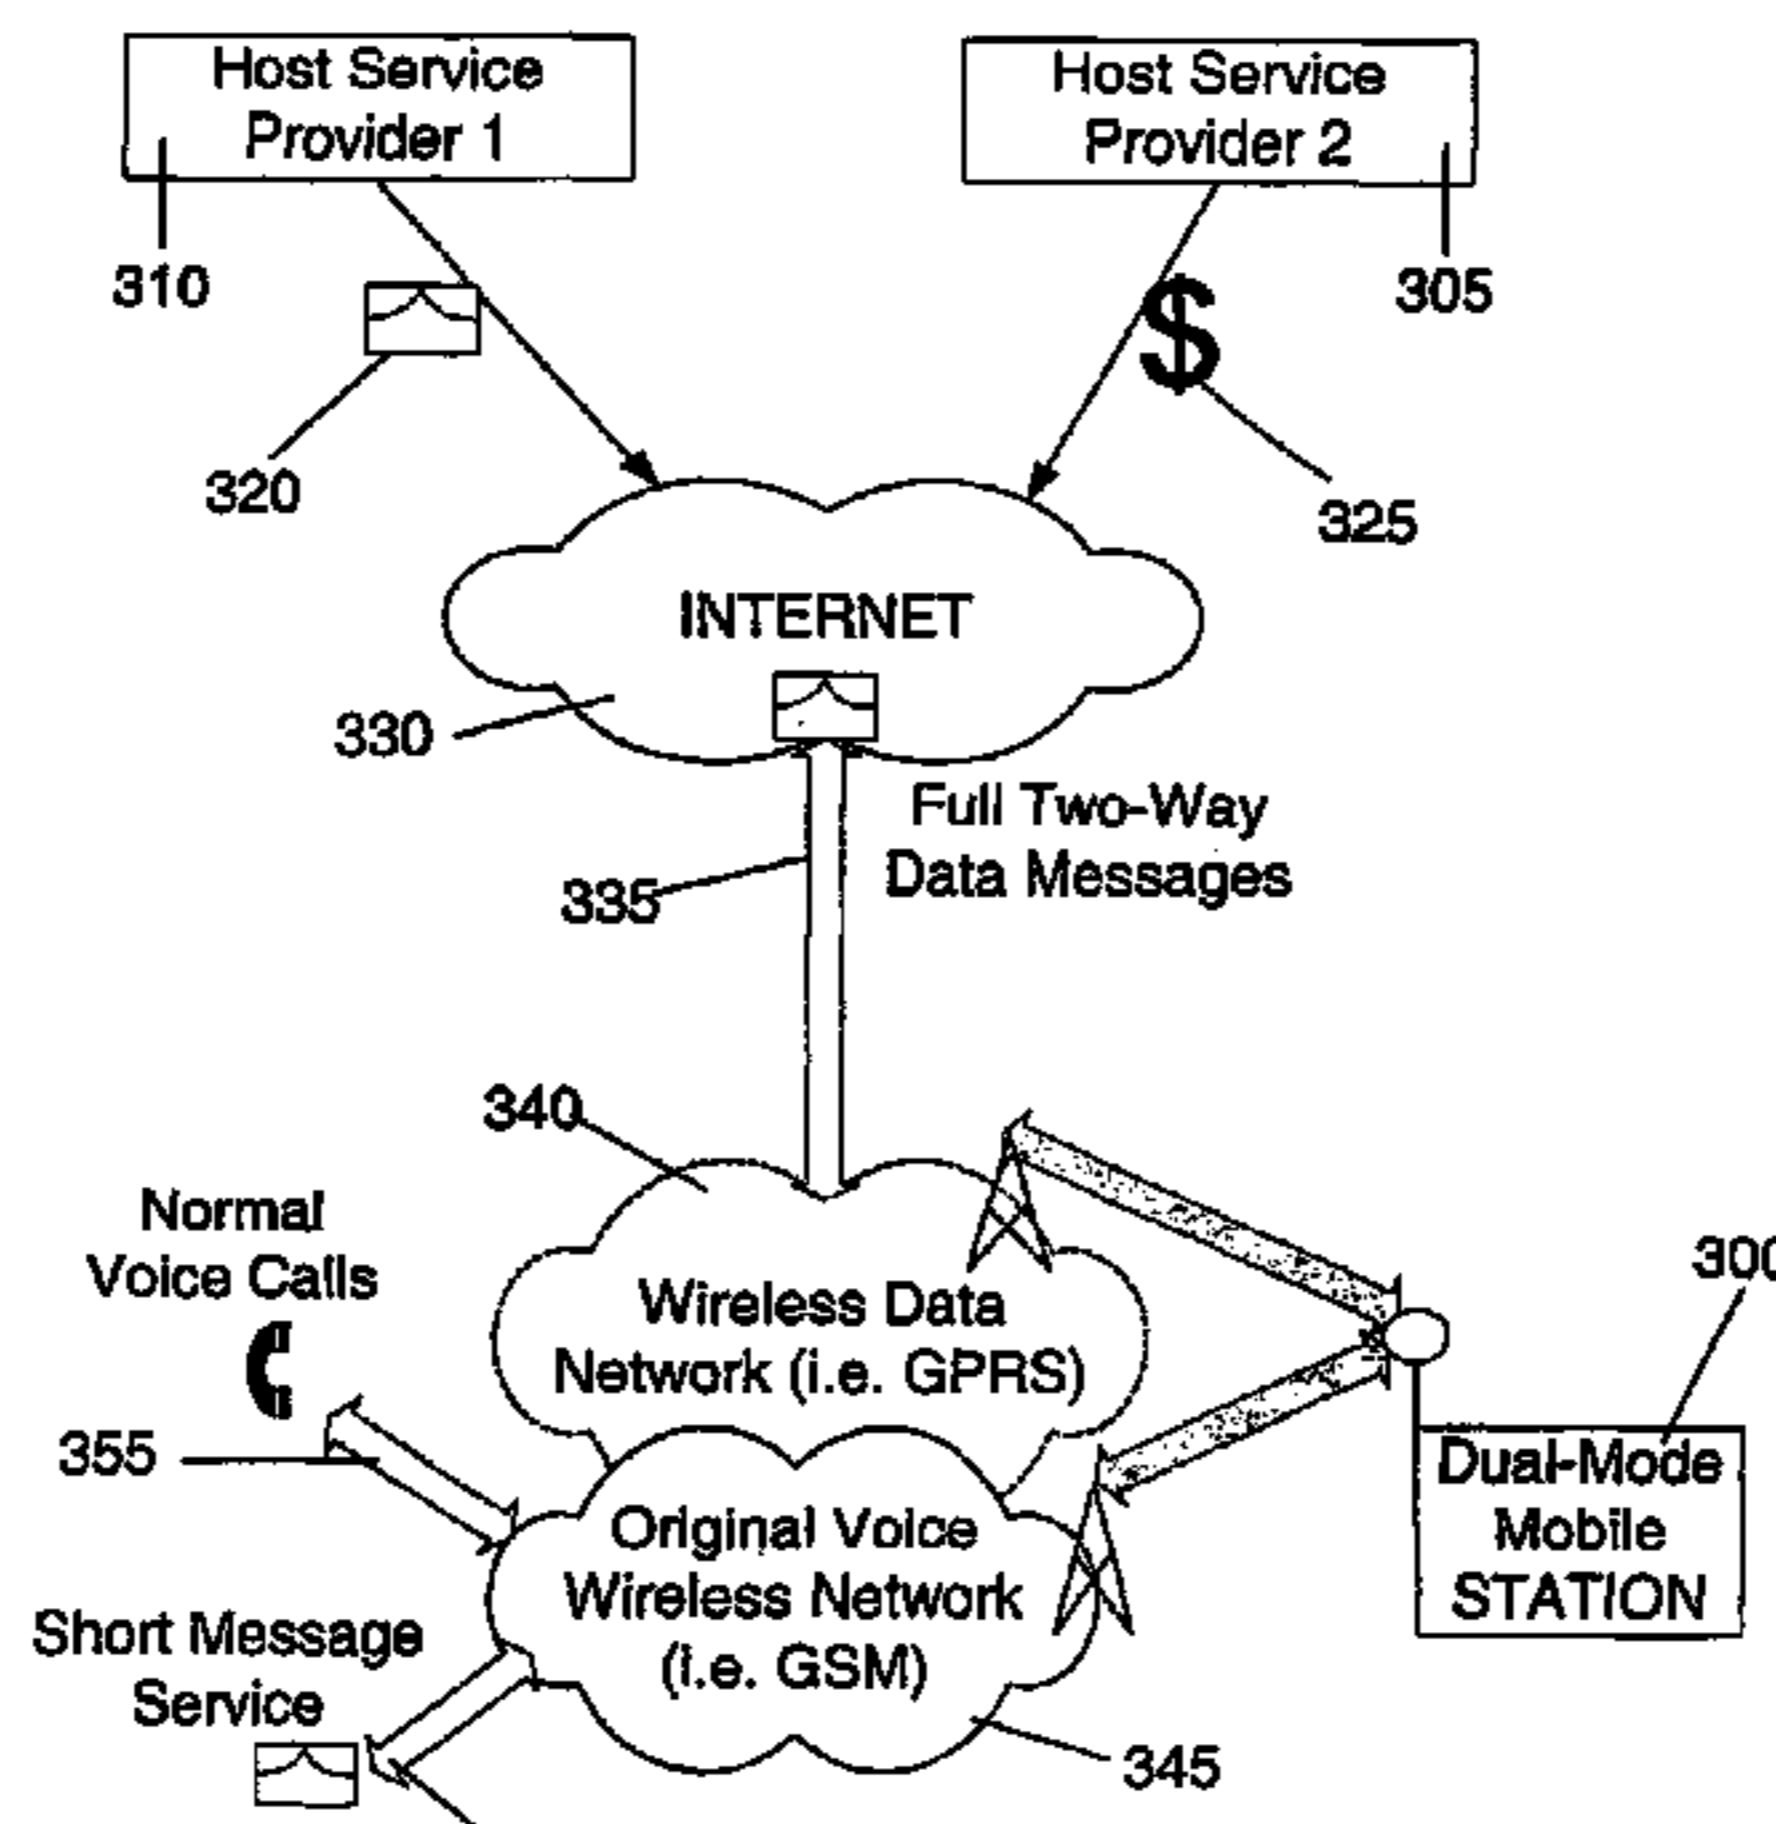 Host Service
Provider 1
Host Service
Provider 2
310
305
$
320
325
INTERNET
330
Full Two-Way
Data Messages
335
340
Normal
Voice Calls
300
Wireless Data
Network (i.e. GPRS)
355
Dual-Mode
Mobile
STATION
Original Voice
Wireless Network
(i.e. GSM)
Short Message
Service
345